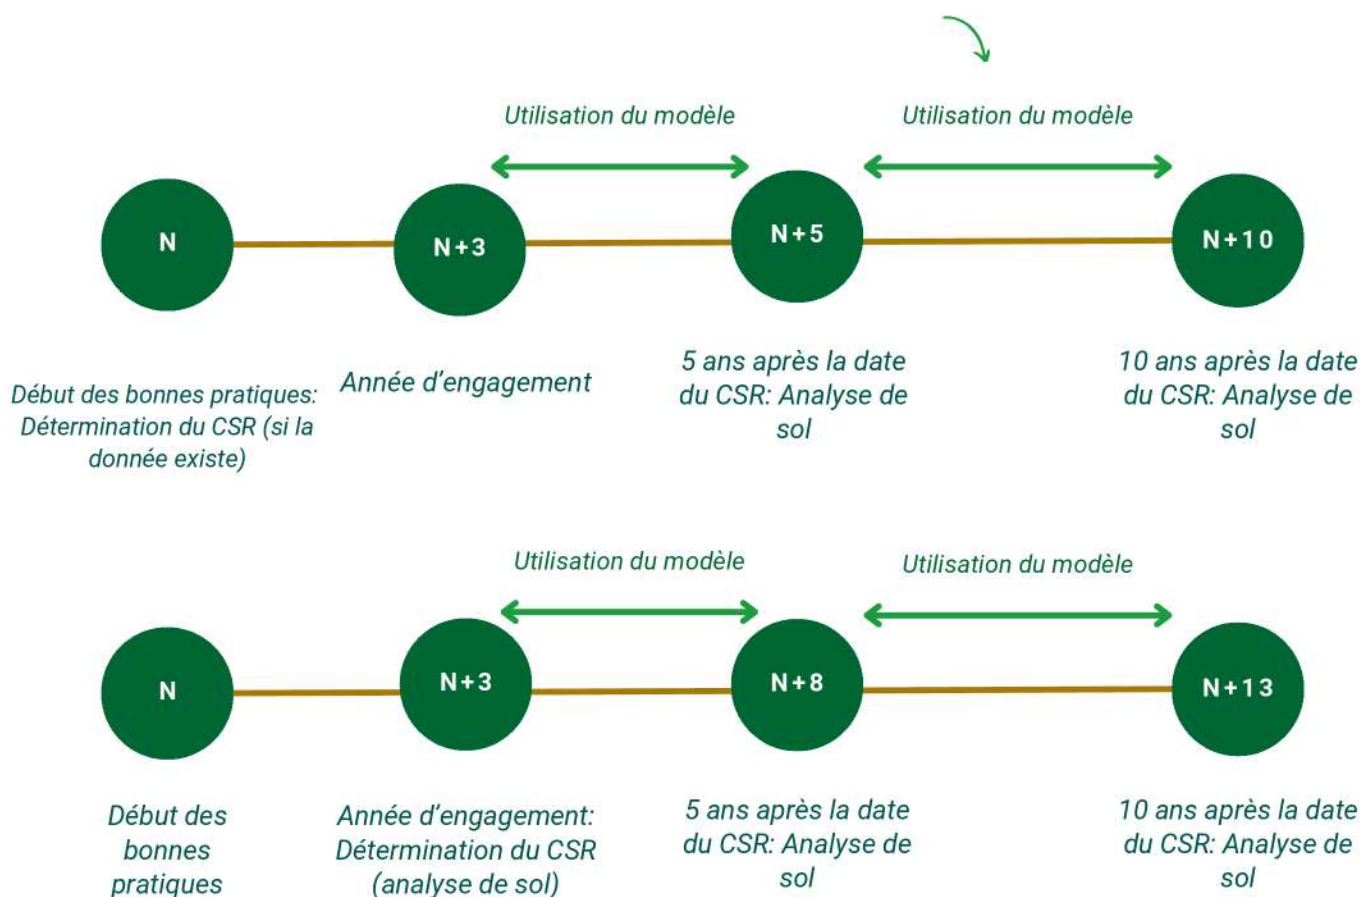 Utilisation du modèle
Utilisation du modèle
N
N+3
N+5
N+10
Début des bonnes pratiques:
Détermination du CSR (si la
donnée existe)
Année d'engagement
5 ans après la date
du CSR: Analyse de
sol
10 ans après la date
du CSR: Analyse de
sol
Utilisation du modèle
Utilisation du modèle
N
N+3
N+8
N+13
Début des
bonnes
pratiques
Année d'engagement:
Détermination du CSR
(analyse de sol)
5 ans après la date
du CSR: Analyse de
sol
10 ans après la date
du CSR: Analyse de
sol